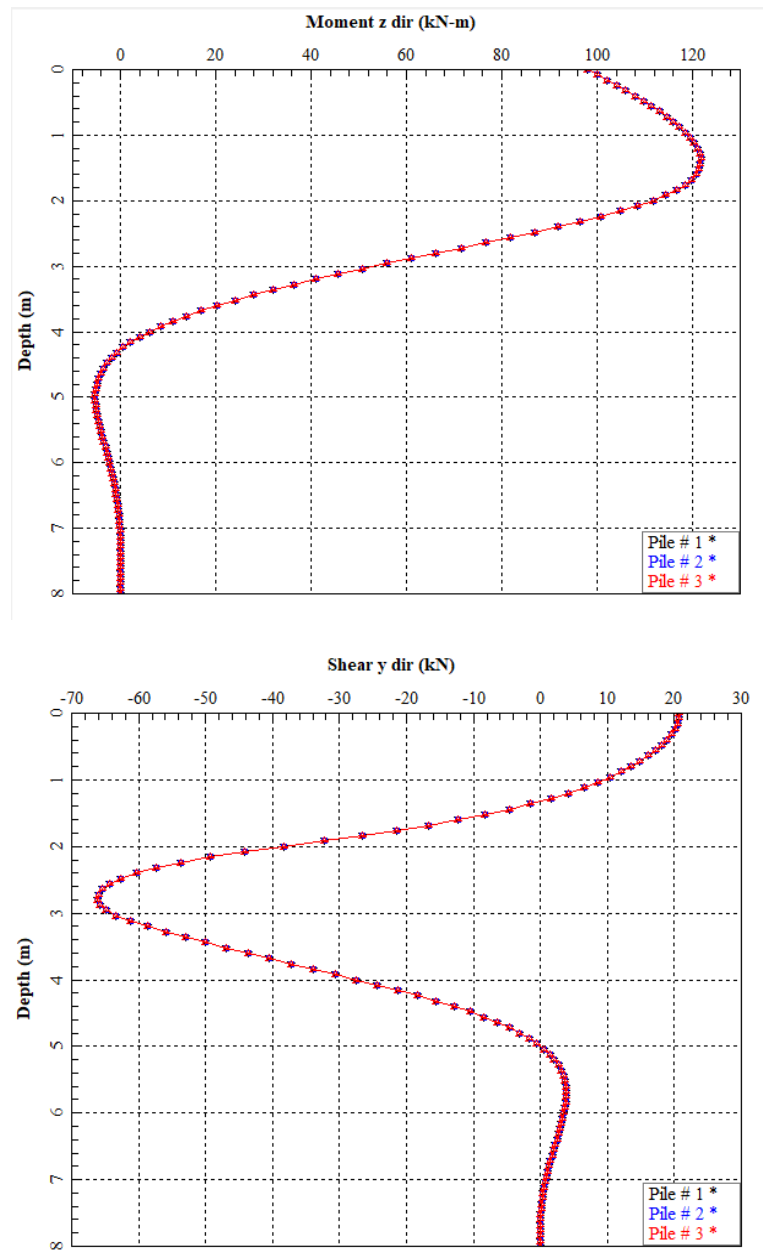 Moment z dir (kN-m)
0 20 40 60 80 100 120
Depth (m)
0
1
2
3
4
5
6
7
8
Pile # 1 *
Pile # 2 *
Pile # 3 *
Shear y dir (kN)
-70 -60 -50 -40 -30 -20 -10 0 10 20 30
Depth (m)
0
1
2
3
4
5
6
7
8
Pile # 1 *
Pile # 2 *
Pile # 3 *